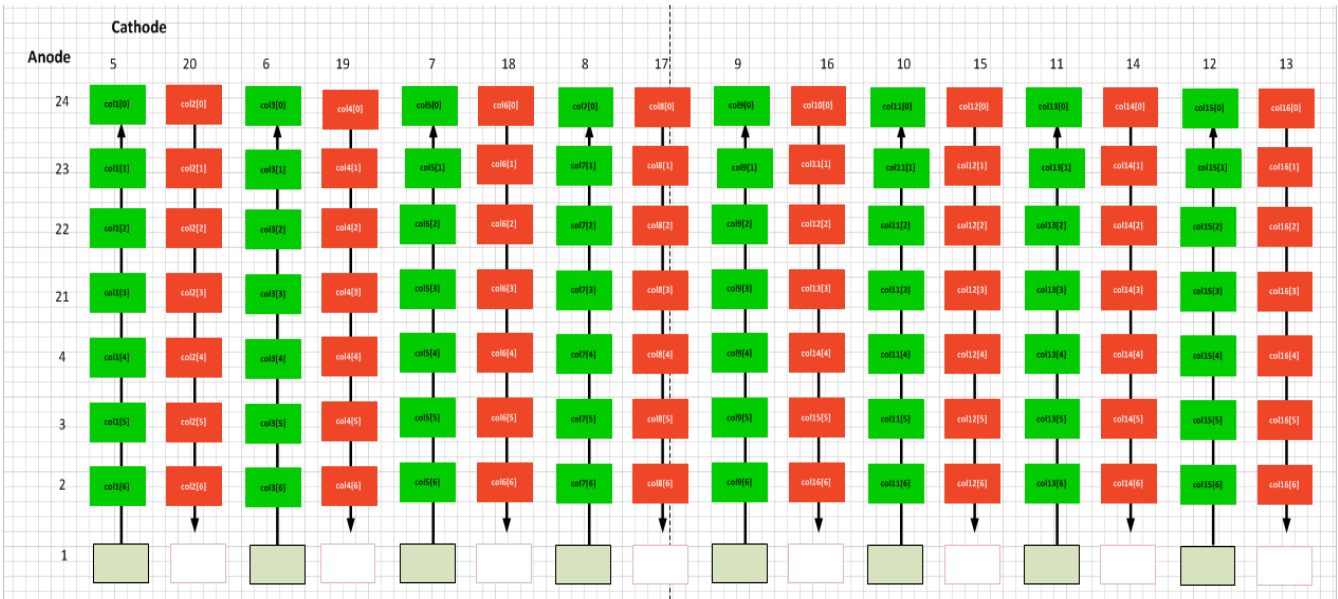 Cathode
Anode
5 20 6 19 7 18 8 17 9 16 10 15 11 14 12 13
24 col1[0] col2[0] col3[0] col4[0] col5[0] col6[0] col7[0] col8[0] col9[0] col10[0] col11[0] col12[0] col13[0] col14[0] col15[0] col16[0]
23 col1[1] col2[1] col3[1] col4[1] col5[1] col6[1] col7[1] col8[1] col9[1] col11[1] col11[1] col12[1] col13[1] col14[1] col15[1] col16[1]
22 col1[2] col2[2] col3[2] col4[2] col5[2] col6[2] col7[2] col8[2] col9[2] col12[2] col11[2] col12[2] col13[2] col14[2] col15[2] col16[2]
21 col1[3] col2[3] col3[3] col4[3] col5[3] col6[3] col7[3] col8[3] col9[3] col13[3] col11[3] col12[3] col13[3] col14[3] col15[3] col16[3]
4 col1[4] col2[4] col3[4] col4[4] col5[4] col6[4] col7[4] col8[4] col9[4] col14[4] col11[4] col12[4] col13[4] col14[4] col15[4] col16[4]
3 col1[5] col2[5] col3[5] col4[5] col5[5] col6[5] col7[5] col8[5] col9[5] col15[5] col11[5] col12[5] col13[5] col14[5] col15[5] col16[5]
2 col1[6] col2[6] col3[6] col4[6] col5[6] col6[6] col7[6] col8[6] col9[6] col16[6] col11[6] col12[6] col13[6] col14[6] col15[6] col16[6]
1